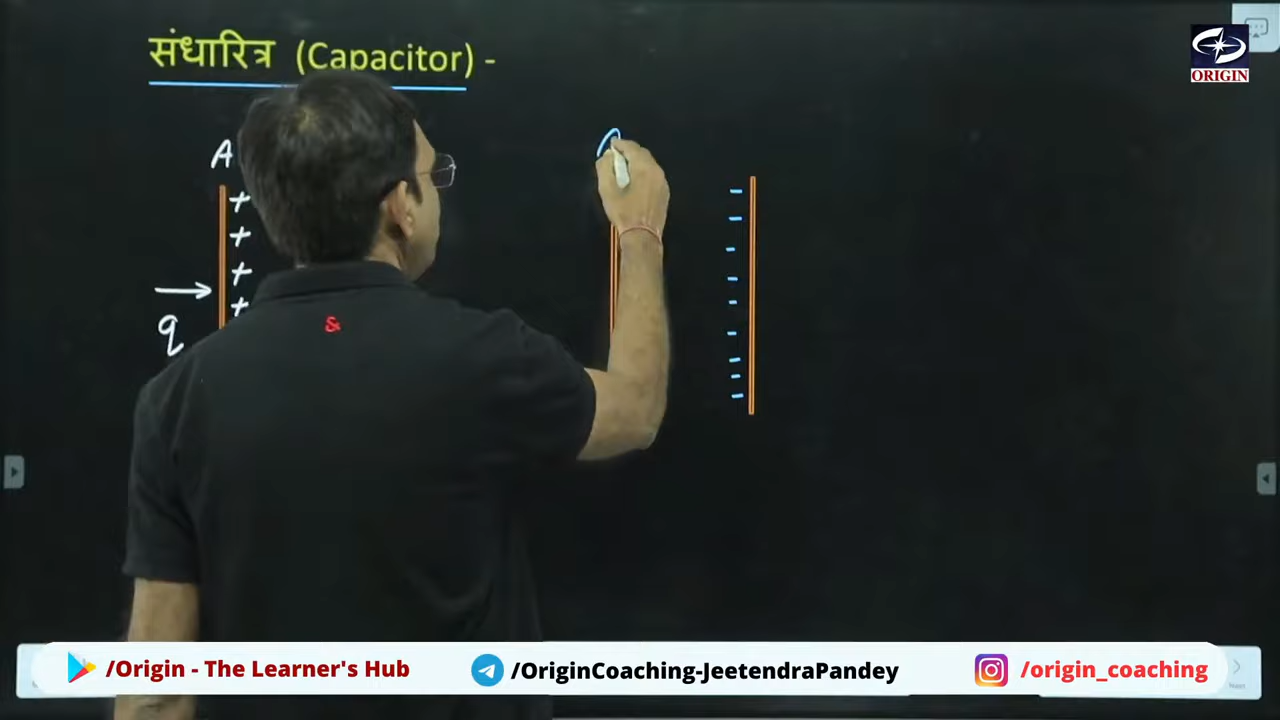 संधारित्र (Capacitor) -
ORIGIN
A
+
+
+
+
q
&
/Origin - The Learner's Hub
/OriginCoaching-JeetendraPandey
/origin_coaching